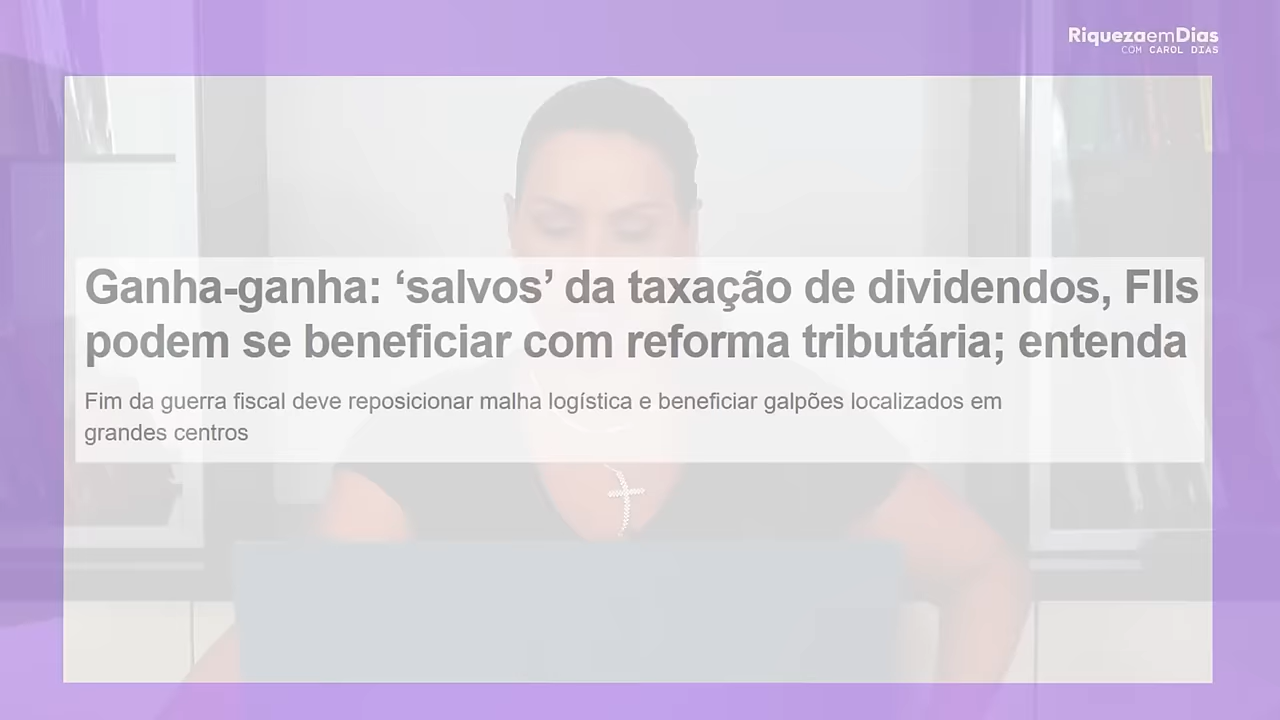 RiquezaemDias
COM CAROL DIAS
Ganha-ganha: ‘salvos’ da taxação de dividendos, FIIs
podem se beneficiar com reforma tributária; entenda
Fim da guerra fiscal deve reposicionar malha logística e beneficiar galpões localizados em
grandes centros